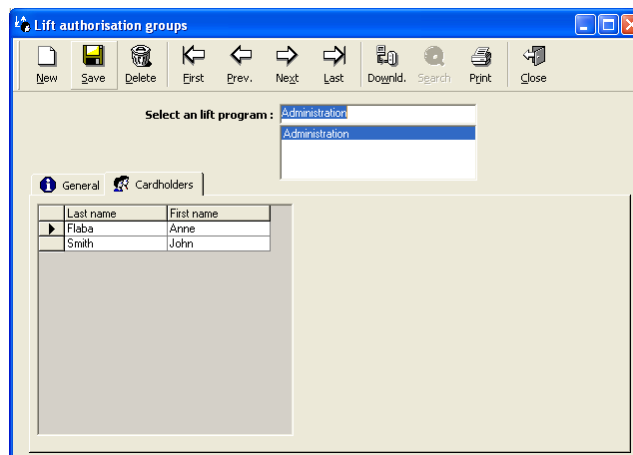 Lift authorisation groups
New Save Delete First Prev. Next Last Downld. Search Print Close
Select an lift program : Administration
Administration
General Cardholders
Last name First name
Flaba Anne
Smith John